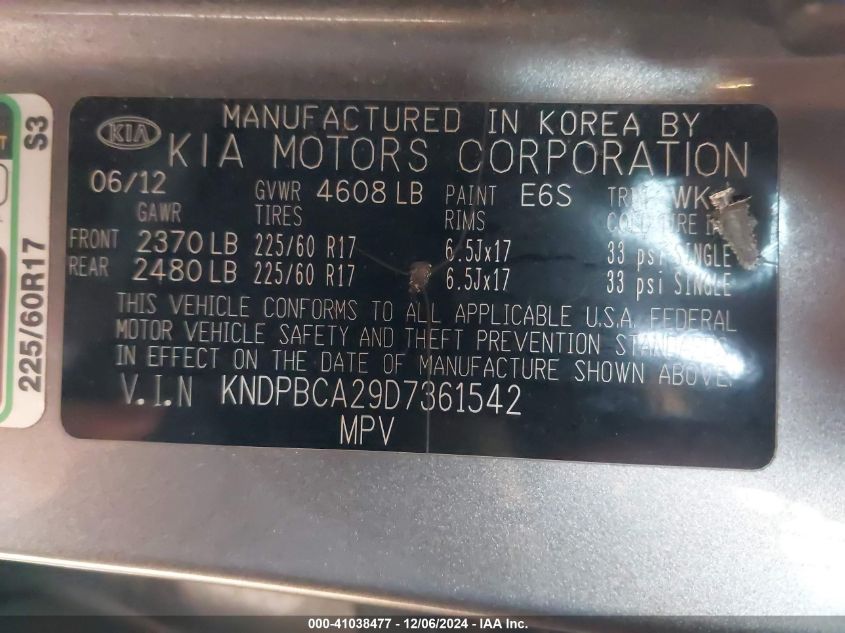 MANUFACTURED IN KOREA BY
KIA KIA MOTORS CORPORATION
06/12 GVWR 4608 LB PAINT E6S WK
GAWR TIRES RIMS
FRONT 2370 LB 225/60 R17 6.5Jx17 33 psi SINGLE
REAR 2480 LB 225/60 R17 6.5Jx17 33 psi SINGLE
THIS VEHICLE CONFORMS TO ALL APPLICABLE U.S.A. FEDERAL
MOTOR VEHICLE SAFETY AND THEFT PREVENTION STANDARDS
IN EFFECT ON THE DATE OF MANUFACTURE SHOWN ABOVE.
V.I.N KNDPBCA29D7361542
MPV
225/60R17 S3
000-41038477 - 12/06/2024 - IAA Inc.